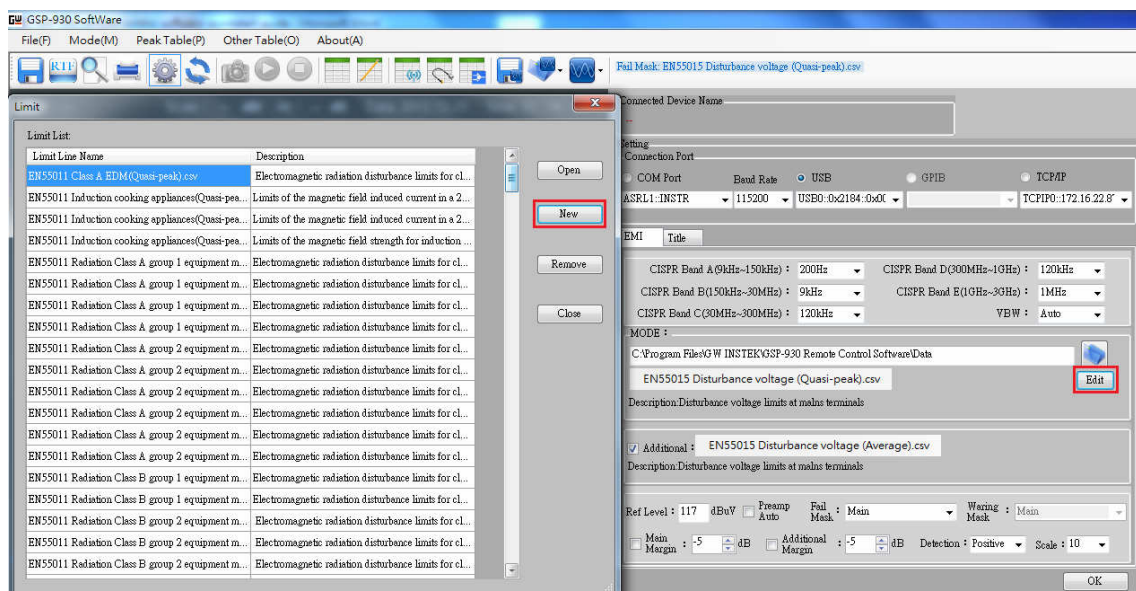 GW GSP-930 SoftWare
File(F) Mode(M) Peak Table(P) Other Table(O) About(A)
RTF
Fail Mask: EN55015 Disturbance voltage (Quasi-peak).csv
Limit
Limit List:
Limit Line Name Description
EN55011 Class A EDM(Quasi-peak).csv Electromagnetic radiation disturbance limits for cl...
EN55011 Induction cooking appliances(Quasi-pea... Limits of the magnetic field induced current in a 2...
EN55011 Induction cooking appliances(Quasi-pea... Limits of the magnetic field induced current in a 2...
EN55011 Induction cooking appliances(Quasi-pea... Limits of the magnetic field strength for induction ...
EN55011 Radiation Class A group 1 equipment m... Electromagnetic radiation disturbance limits for cl...
EN55011 Radiation Class A group 1 equipment m... Electromagnetic radiation disturbance limits for cl...
EN55011 Radiation Class A group 1 equipment m... Electromagnetic radiation disturbance limits for cl...
EN55011 Radiation Class A group 1 equipment m... Electromagnetic radiation disturbance limits for cl...
EN55011 Radiation Class A group 2 equipment m... Electromagnetic radiation disturbance limits for cl...
EN55011 Radiation Class A group 2 equipment m... Electromagnetic radiation disturbance limits for cl...
EN55011 Radiation Class A group 2 equipment m... Electromagnetic radiation disturbance limits for cl...
EN55011 Radiation Class A group 2 equipment m... Electromagnetic radiation disturbance limits for cl...
EN55011 Radiation Class A group 2 equipment m... Electromagnetic radiation disturbance limits for cl...
EN55011 Radiation Class A group 2 equipment m... Electromagnetic radiation disturbance limits for cl...
EN55011 Radiation Class B group 1 equipment m... Electromagnetic radiation disturbance limits for cl...
EN55011 Radiation Class B group 1 equipment m... Electromagnetic radiation disturbance limits for cl...
EN55011 Radiation Class B group 2 equipment m... Electromagnetic radiation disturbance limits for cl...
EN55011 Radiation Class B group 2 equipment m... Electromagnetic radiation disturbance limits for cl...
EN55011 Radiation Class B group 2 equipment m... Electromagnetic radiation disturbance limits for cl...
Open
New
Remove
Close
Connected Device Name
--
Setting
Connection Port
COM Port Baud Rate USB GPIB TCP/IP
ASRL1::INSTR 115200 USB0::0x2184::0x0( TCPIP0::172.16.22.8'
EMI Title
CISPR Band A(9kHz~150kHz) : 200Hz CISPR Band D(300MHz~1GHz) : 120kHz
CISPR Band B(150kHz~30MHz) : 9kHz CISPR Band E(1GHz~3GHz) : 1MHz
CISPR Band C(30MHz~300MHz) : 120kHz VBW : Auto
MODE :
C:\Program Files\GW INSTEK\GSP-930 Remote Control Software\Data
EN55015 Disturbance voltage (Quasi-peak).csv Edit
Description:Disturbance voltage limits at malns terminals
Additional : EN55015 Disturbance voltage (Average).csv
Description:Disturbance voltage limits at malns terminals
Ref Level : 117 dBuV Preamp Auto Fail Mask : Main Waring Mask : Main
Main Margin : -5 dB Additional Margin : -5 dB Detection : Positive Scale : 10
OK